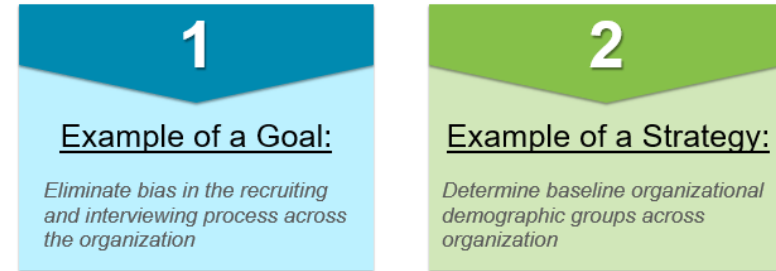 1
Example of a Goal:
Eliminate bias in the recruiting
and interviewing process across
the organization
2
Example of a Strategy:
Determine baseline organizational
demographic groups across
organization